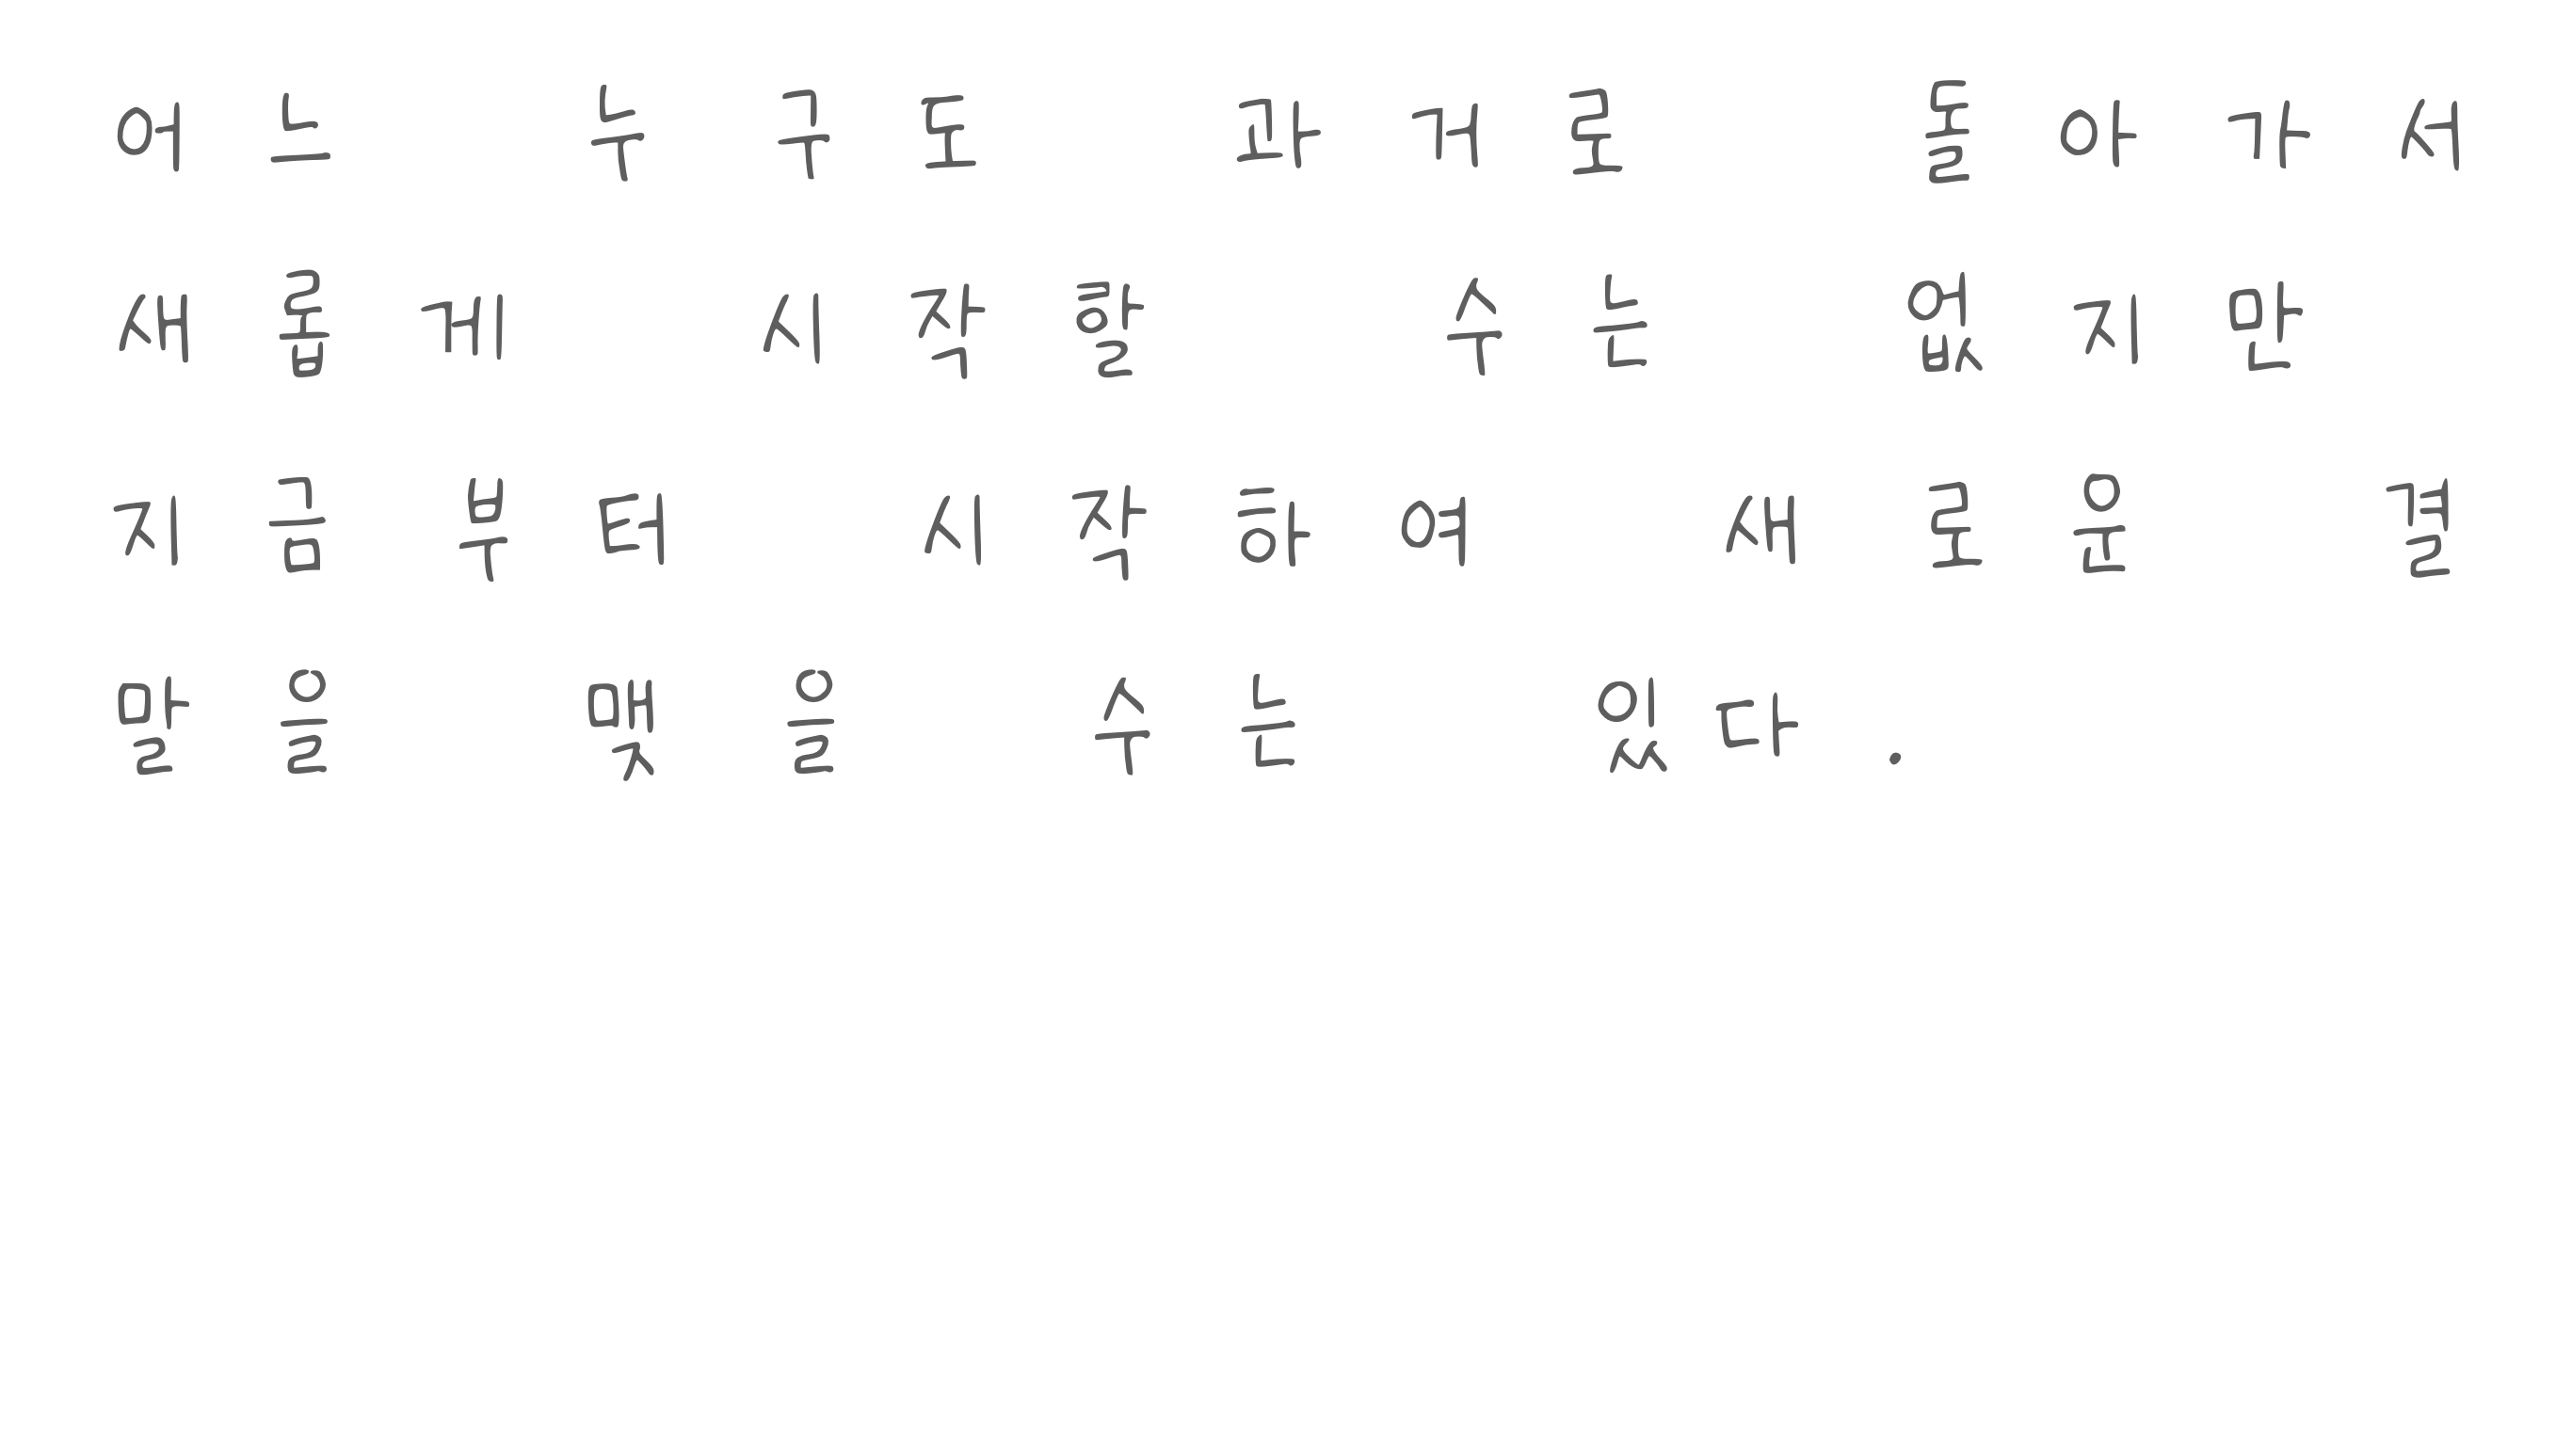 어느 누구도 과거로 돌아가서
새롭게 시작할 수는 없지만
지금부터 시작하여 새로운 결
말을 맺을 수는 있다.